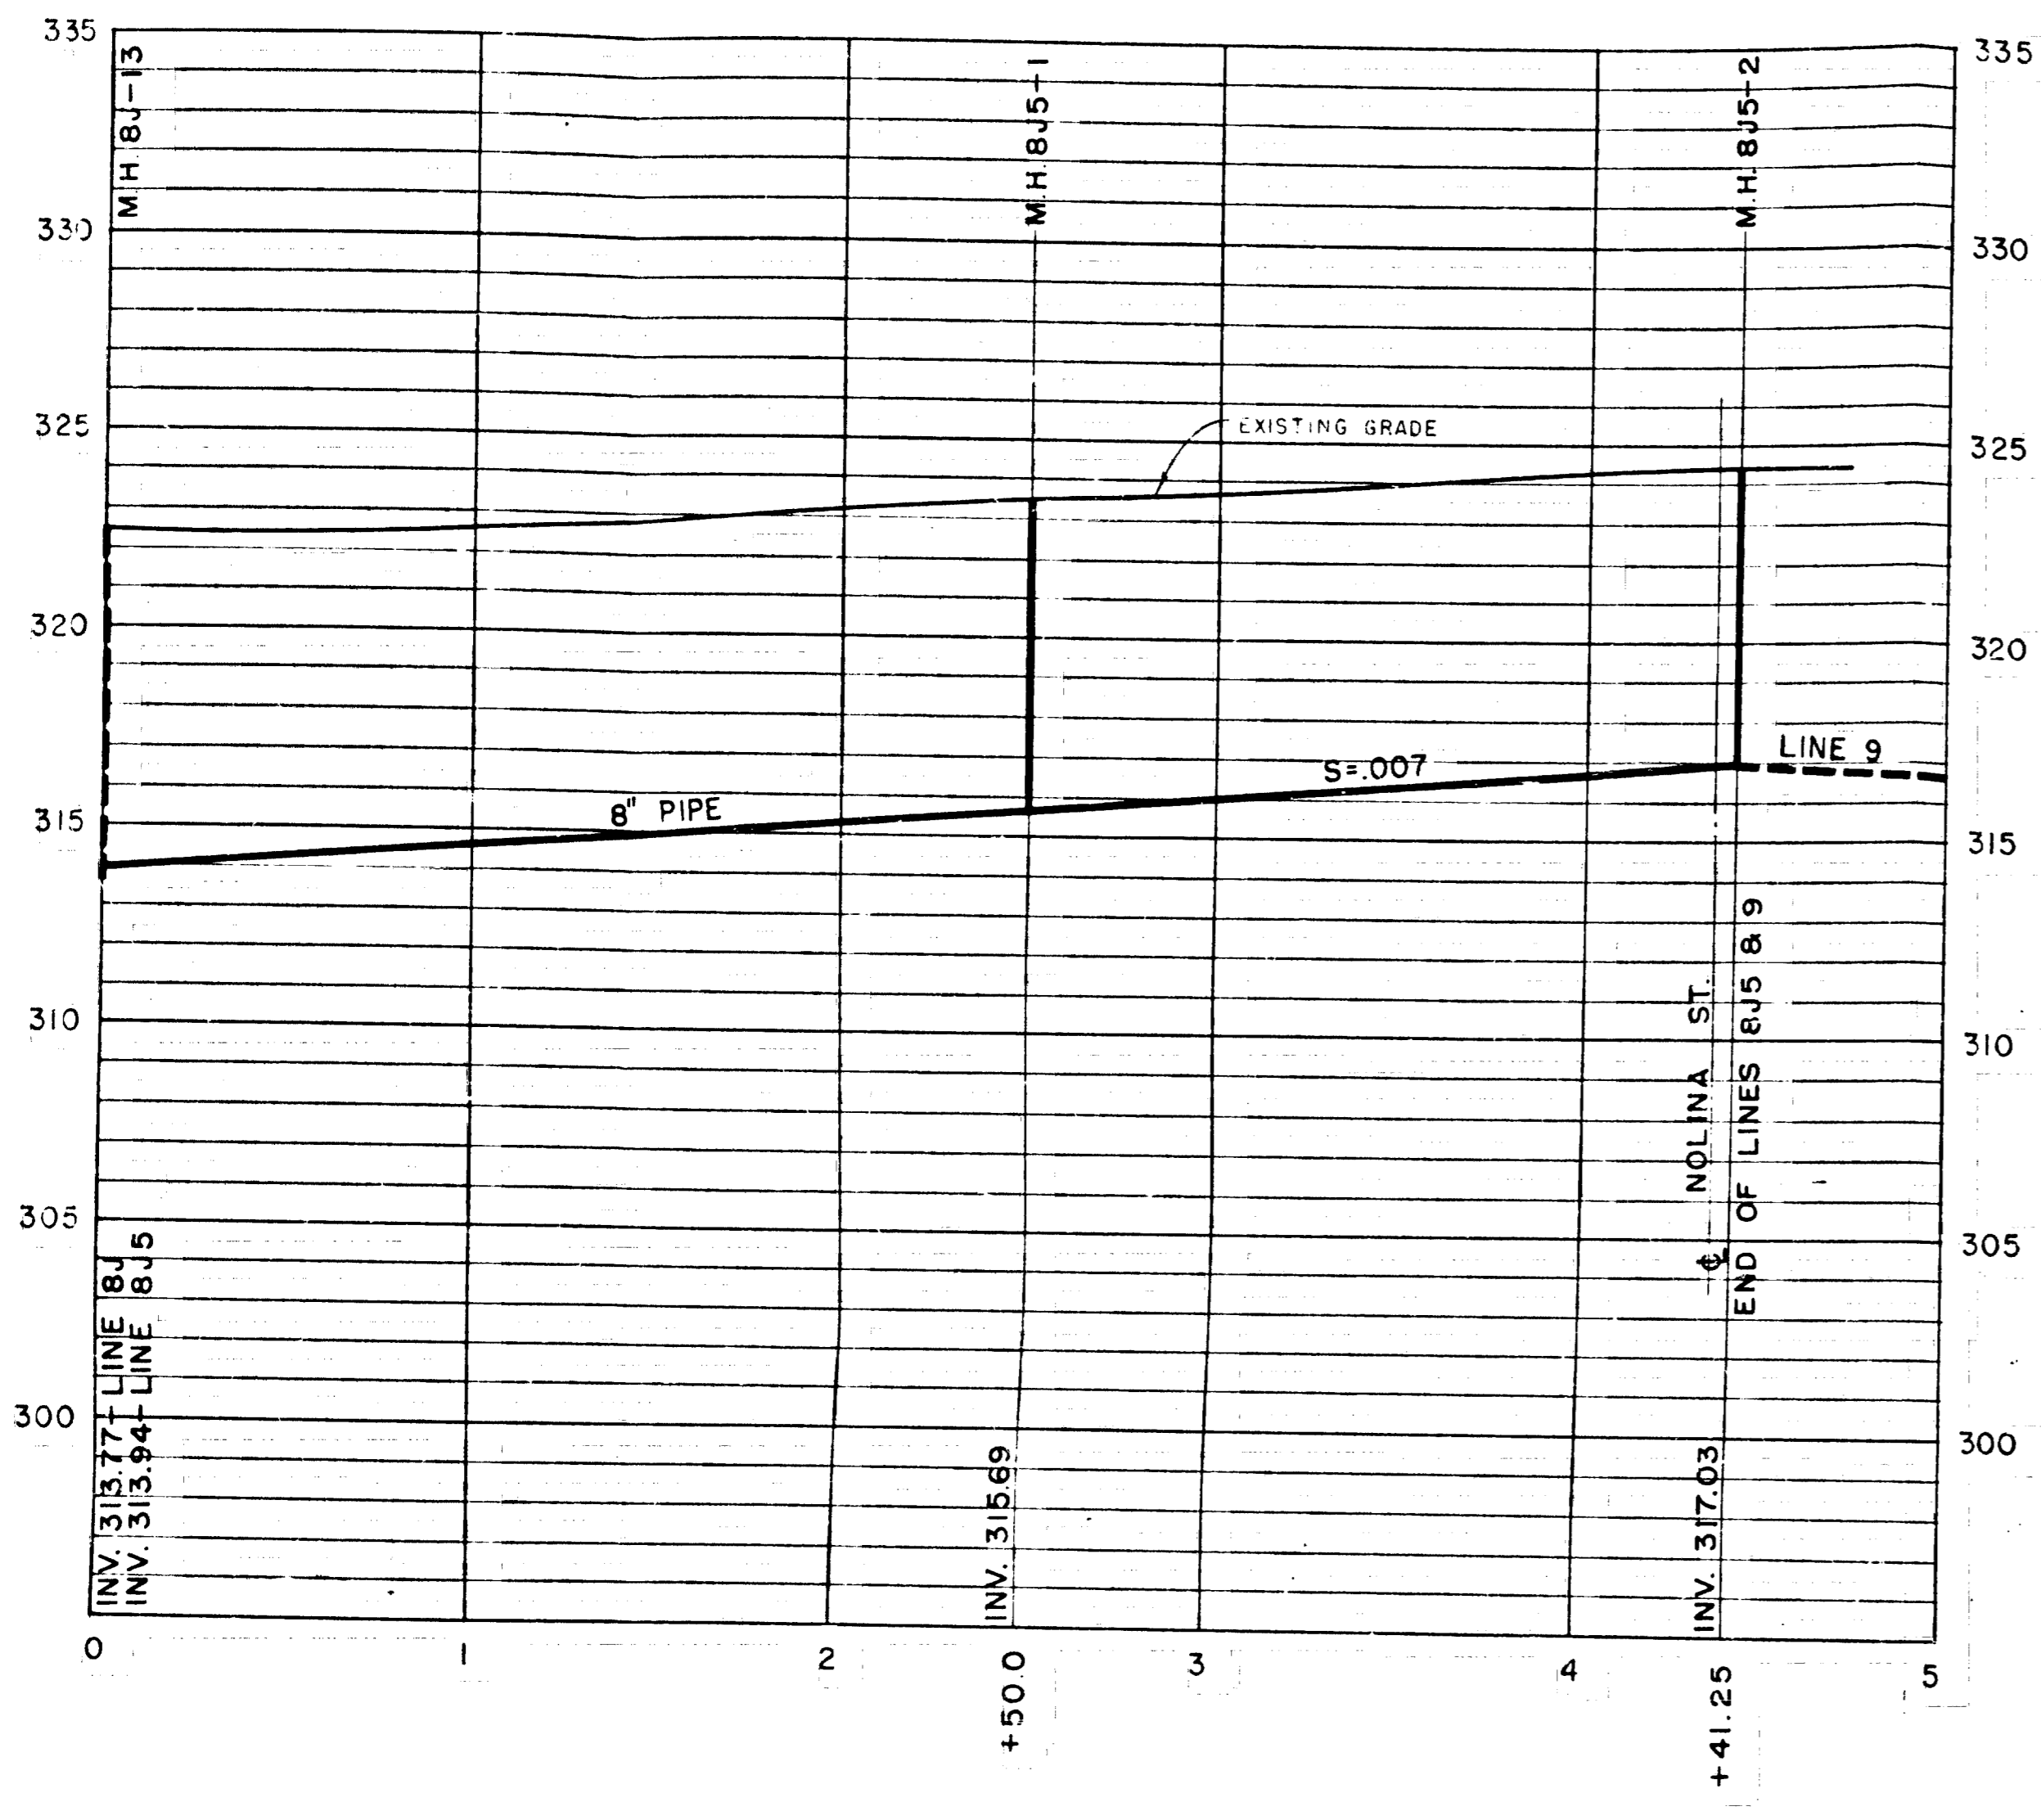 335
335
M.H. 8J-13
M.H. 8J5-1
M.H. 8J5-2
330
330
325
325
EXISTING GRADE
320
320
LINE 9
S=.007
8" PIPE
315
315
310
310
NOLINA ST.
END OF LINES 8J5 & 9
305
305
300
300
INV. 313.77-LINE 8J
INV. 313.94-LINE 8J5
INV. 315.69
INV. 317.03
0
1
2
+50.0
3
4
+41.25
5